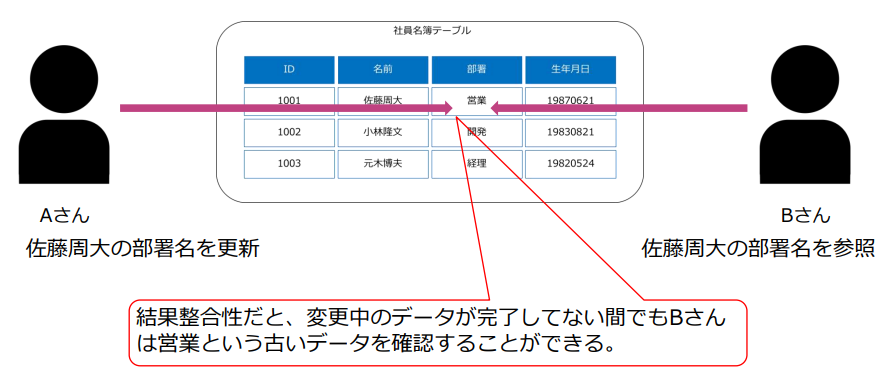 社員名簿テーブル
ID 名前 部署 生年月日
1001 佐藤周大 営業 19870621
1002 小林隆文 開発 19830821
1003 元木博夫 経理 19820524
Aさん
Bさん
佐藤周大の部署名を更新
佐藤周大の部署名を参照
結果整合性だと、変更中のデータが完了してない間でもBさん
は営業という古いデータを確認することができる。